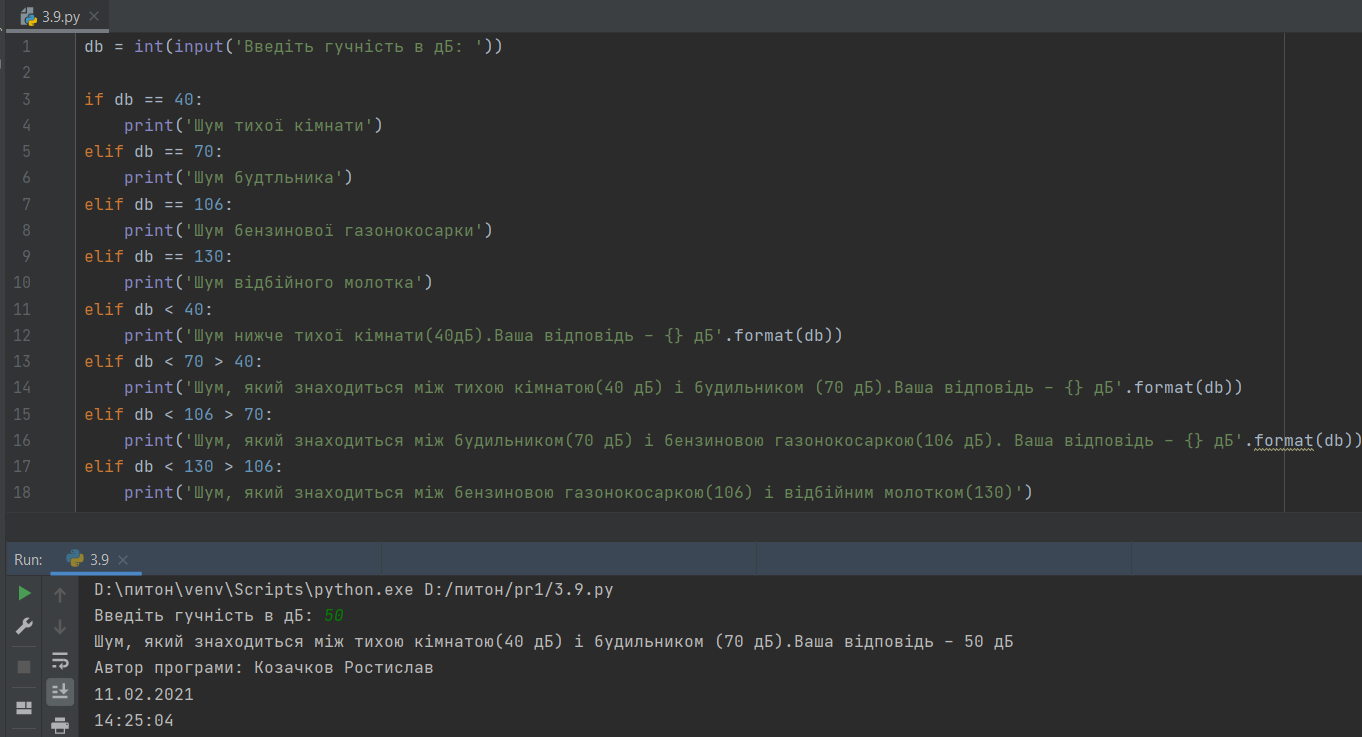 3.9.py
1 db = int(input('Введіть гучність в дБ: '))
2
3 if db == 40:
4 print('Шум тихої кімнати')
5 elif db == 70:
6 print('Шум будтльника')
7 elif db == 106:
8 print('Шум бензинової газонокосарки')
9 elif db == 130:
10 print('Шум відбійного молотка')
11 elif db < 40:
12 print('Шум нижче тихої кімнати(40дБ).Ваша відповідь – {} дБ'.format(db))
13 elif db < 70 > 40:
14 print('Шум, який знаходиться між тихою кімнатою(40 дБ) і будильником (70 дБ).Ваша відповідь – {} дБ'.format(db))
15 elif db < 106 > 70:
16 print('Шум, який знаходиться між будильником(70 дБ) і бензиновою газонокосаркою(106 дБ). Ваша відповідь – {} дБ'.format(db))
17 elif db < 130 > 106:
18 print('Шум, який знаходиться між бензиновою газонокосаркою(106) і відбійним молотком(130)')
Run: 3.9
D:\питон\venv\Scripts\python.exe D:/питон/pr1/3.9.py
Введіть гучність в дБ: 50
Шум, який знаходиться між тихою кімнатою(40 дБ) і будильником (70 дБ).Ваша відповідь – 50 дБ
Автор програми: Козачков Ростислав
11.02.2021
14:25:04